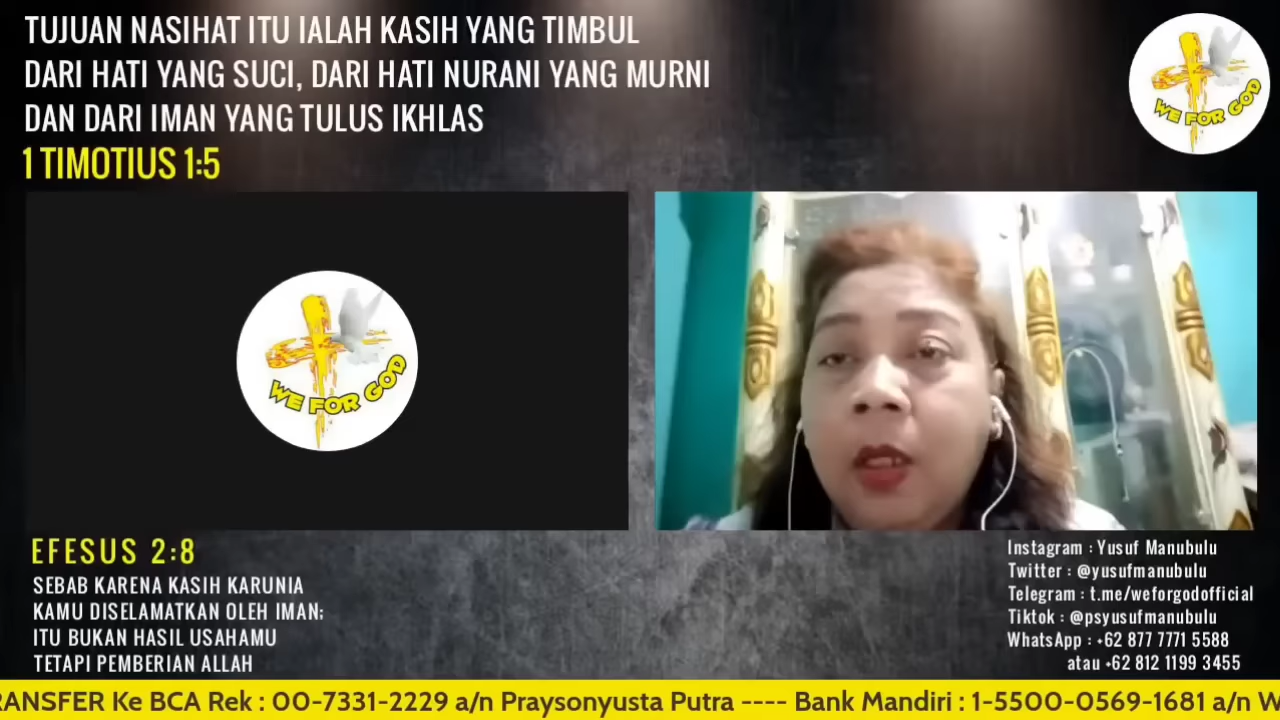 TUJUAN NASIHAT ITU IALAH KASIH YANG TIMBUL
DARI HATI YANG SUCI, DARI HATI NURANI YANG MURNI
DAN DARI IMAN YANG TULUS IKHLAS
1 TIMOTIUS 1:5
WE FOR GOD
WE FOR GOD
EFESUS 2:8
SEBAB KARENA KASIH KARUNIA
KAMU DISELAMATKAN OLEH IMAN;
ITU BUKAN HASIL USAHAMU
TETAPI PEMBERIAN ALLAH
Instagram : Yusuf Manubulu
Twitter : @yusufmanubulu
Telegram : t.me/weforgodofficial
Tiktok : @psyusufmanubulu
WhatsApp : +62 877 7771 5588
atau +62 812 1199 3455
RANSFER Ke BCA Rek : 00-7331-2229 a/n Praysonyusta Putra ---- Bank Mandiri : 1-5500-0569-1681 a/n W